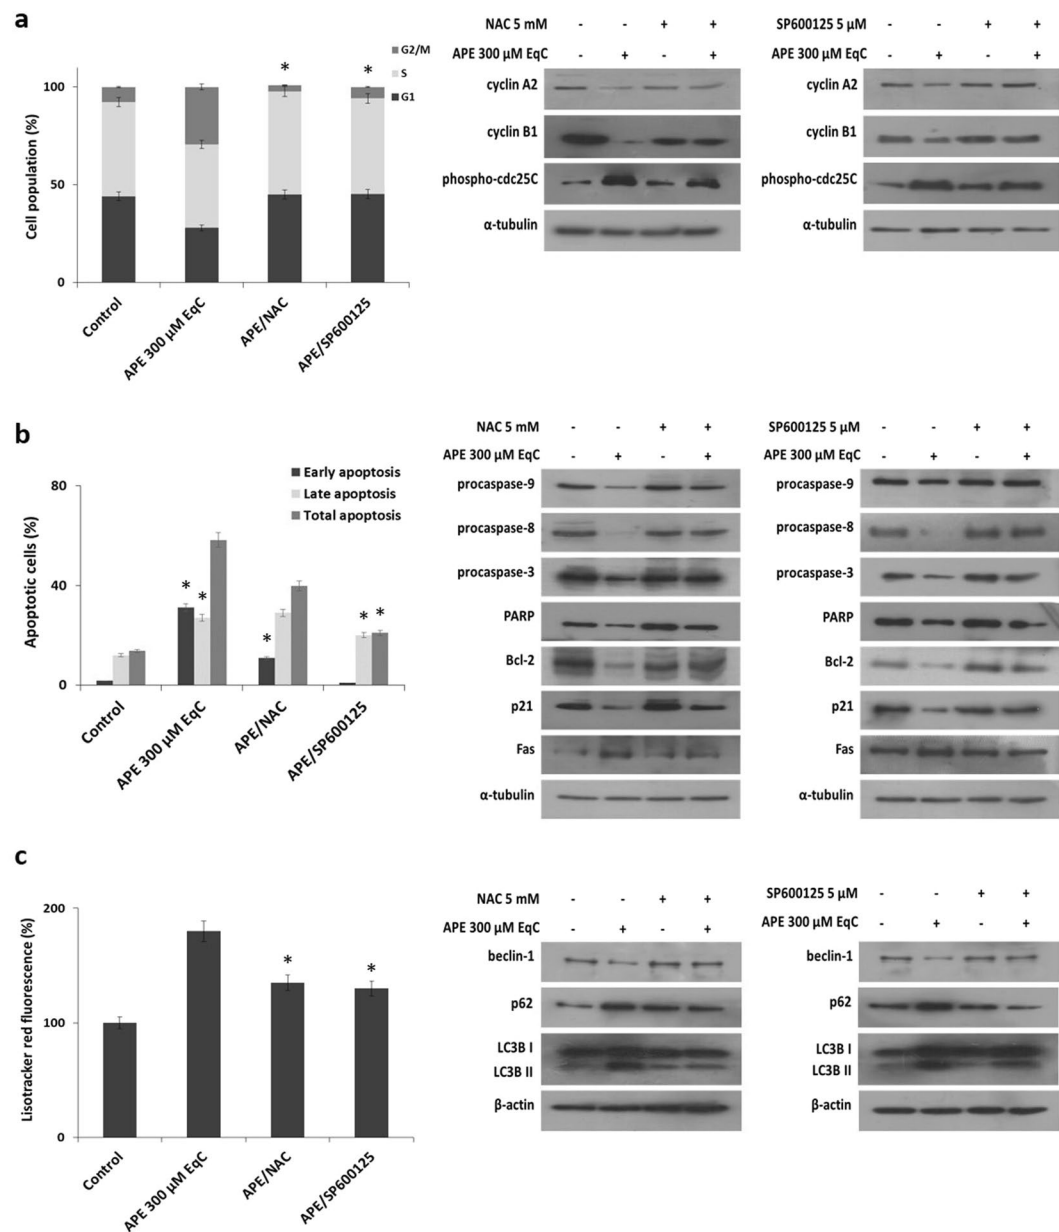 a
G2/M
S
G1
Cell population (%)
100
50
0
* *
Control
APE 300 μM EqC
APE/NAC
APE/SP600125
NAC 5 mM - - + +
APE 300 μM EqC - + - +
cyclin A2
cyclin B1
phospho-cdc25C
α-tubulin
SP600125 5 μM - - + +
APE 300 μM EqC - + - +
cyclin A2
cyclin B1
phospho-cdc25C
α-tubulin
b
Early apoptosis
Late apoptosis
Total apoptosis
Apoptotic cells (%)
80
40
0
* * * * *
Control
APE 300 μM EqC
APE/NAC
APE/SP600125
NAC 5 mM - - + +
APE 300 μM EqC - + - +
procaspase-9
procaspase-8
procaspase-3
PARP
Bcl-2
p21
Fas
α-tubulin
SP600125 5 μM - - + +
APE 300 μM EqC - + - +
procaspase-9
procaspase-8
procaspase-3
PARP
Bcl-2
p21
Fas
α-tubulin
c
Lisotracker red fluorescence (%)
200
100
0
* *
Control
APE 300 μM EqC
APE/NAC
APE/SP600125
NAC 5 mM - - + +
APE 300 μM EqC - + - +
beclin-1
p62
LC3B I
LC3B II
β-actin
SP600125 5 μM - - + +
APE 300 μM EqC - + - +
beclin-1
p62
LC3B I
LC3B II
β-actin